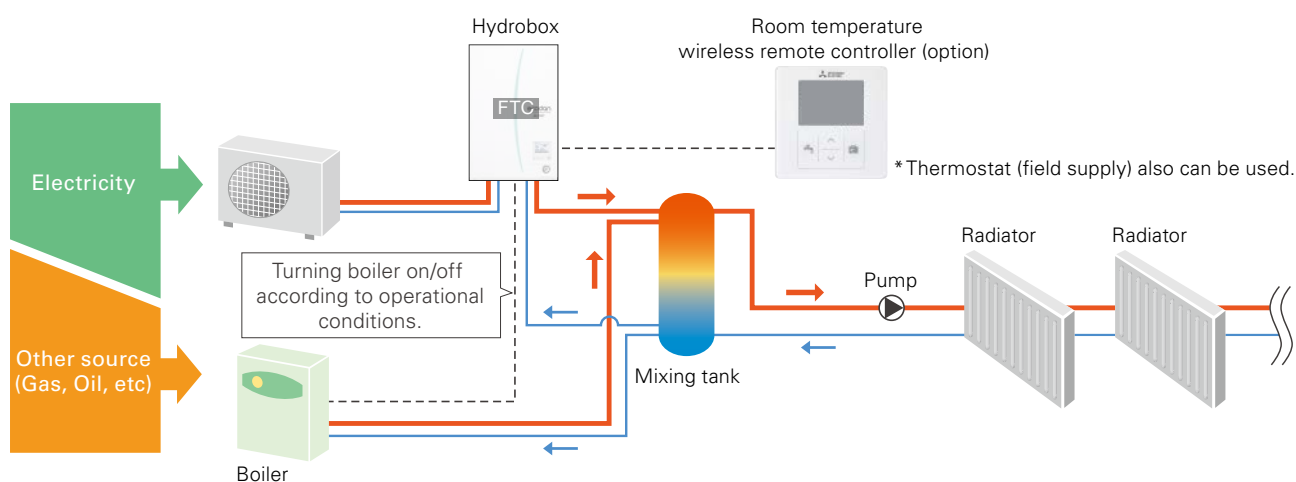 Hydrobox
Room temperature
wireless remote controller (option)
FTC
Electricity
* Thermostat (field supply) also can be used.
Turning boiler on/off
according to operational
conditions.
Radiator
Radiator
Pump
Other source
(Gas, Oil, etc)
Mixing tank
Boiler